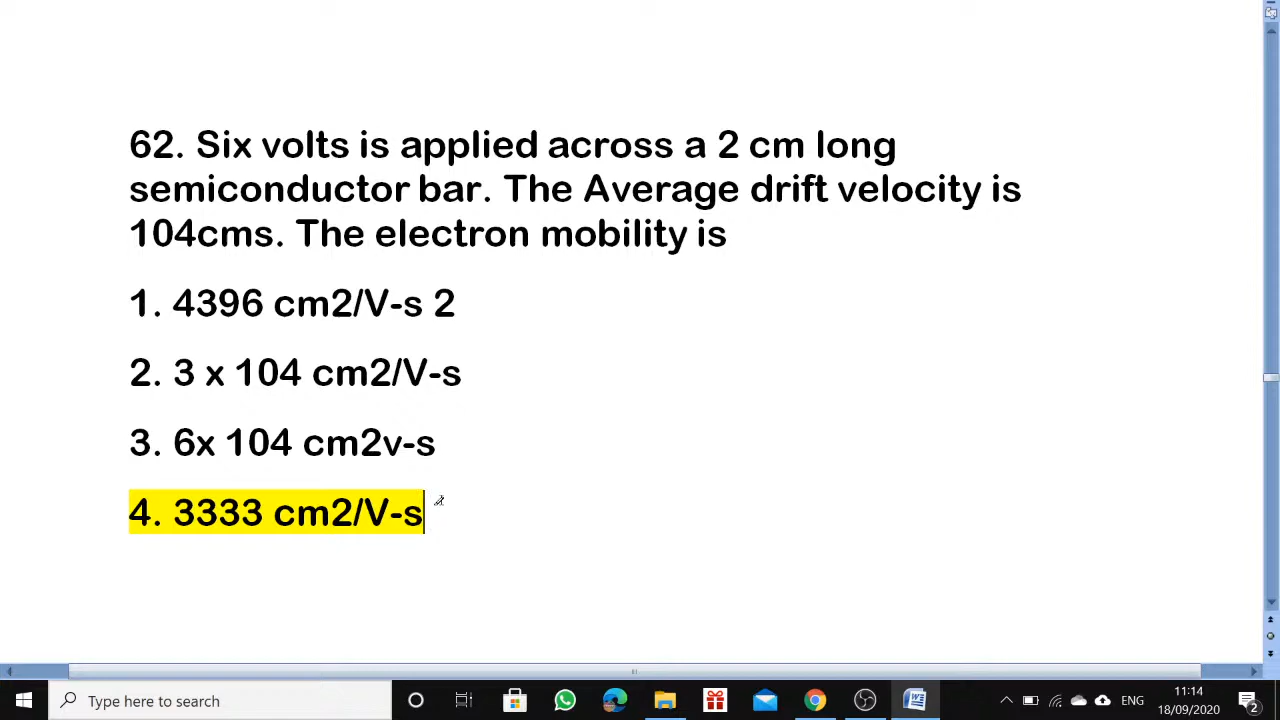 62. Six volts is applied across a 2 cm long
semiconductor bar. The Average drift velocity is
104cms. The electron mobility is
1. 4396 cm2/V-s 2
2. 3 x 104 cm2/V-s
3. 6x 104 cm2v-s
4. 3333 cm2/V-s
Type here to search
ENG
11:14
18/09/2020
2